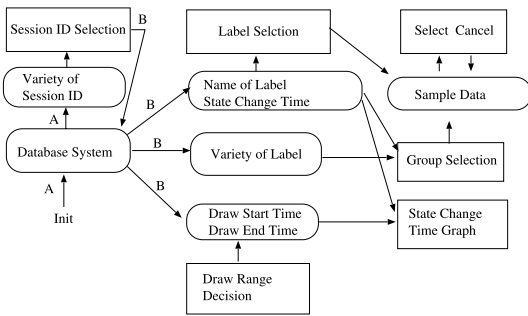 Session ID Selection
B
Label Selction
Select Cancel
Variety of
Session ID
B
Name of Label
State Change Time
Sample Data
A
Database System
B
Variety of Label
Group Selection
A
B
Init
Draw Start Time
Draw End Time
State Change
Time Graph
Draw Range
Decision